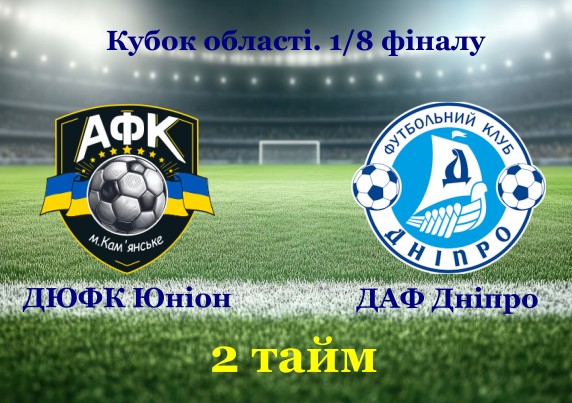 Кубок області. 1/8 фіналу
АФК
м.Кам'янське
ФУТБОЛЬНИЙ КЛУБ
Д
ДНІПРО
ДЮФК Юніон
ДАФ Дніпро
2 тайм